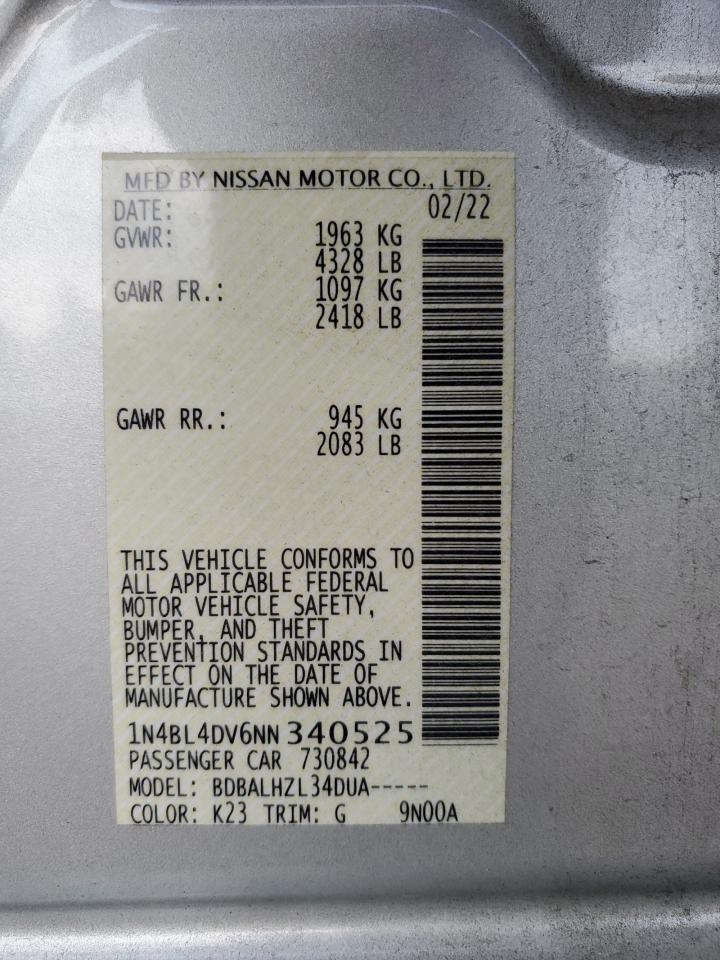 MFD BY NISSAN MOTOR CO., LTD.
DATE: 02/22
GVWR: 1963 KG
4328 LB
GAWR FR.: 1097 KG
2418 LB
GAWR RR.: 945 KG
2083 LB
THIS VEHICLE CONFORMS TO
ALL APPLICABLE FEDERAL
MOTOR VEHICLE SAFETY,
BUMPER, AND THEFT
PREVENTION STANDARDS IN
EFFECT ON THE DATE OF
MANUFACTURE SHOWN ABOVE.
1N4BL4DV6NN 340525
PASSENGER CAR 730842
MODEL: BDBALHZL34DUA-----
COLOR: K23 TRIM: G 9N00A